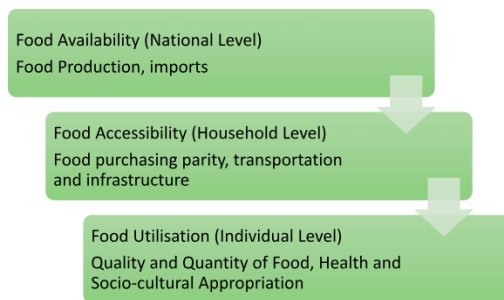 Food Availability (National Level)
Food Production, imports
Food Accessibility (Household Level)
Food purchasing parity, transportation
and infrastructure
Food Utilisation (Individual Level)
Quality and Quantity of Food, Health and
Socio-cultural Appropriation